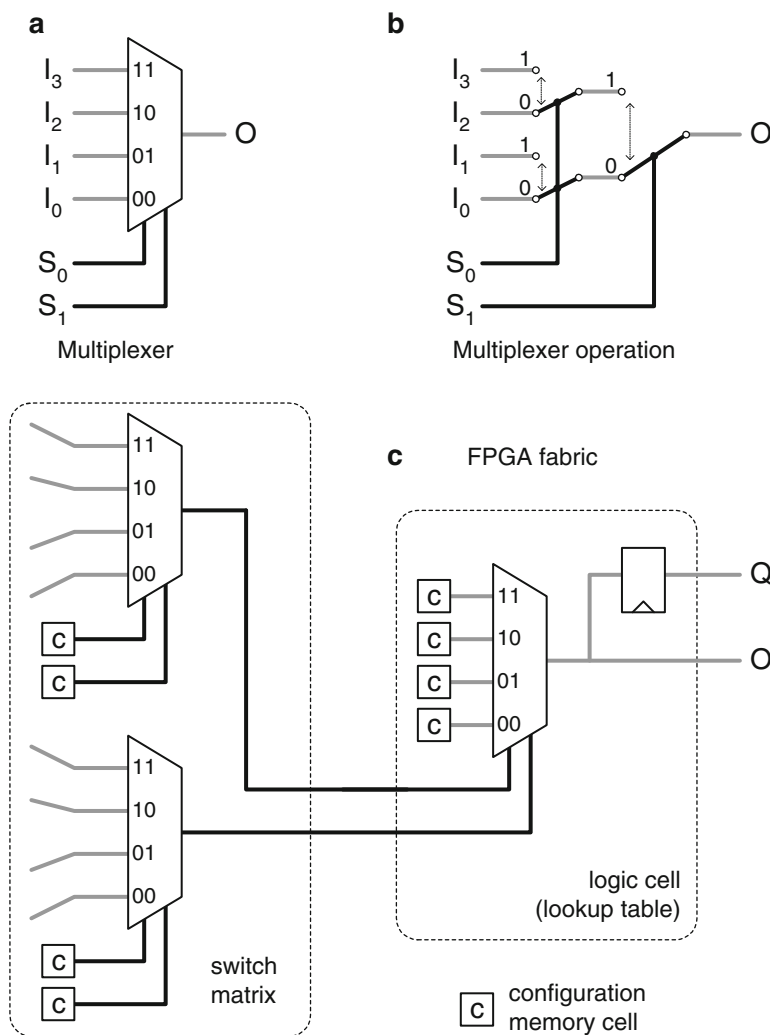 a
I3
11
I2
10
O
I1
01
I0
00
S0
S1
Multiplexer
b
I3
1
1
0
I2
O
I1
1
0
0
I0
S0
S1
Multiplexer operation
11
10
01
00
c
c
11
10
01
00
c
c
switch
matrix
c FPGA fabric
c 11
c 10
c 01
c 00
Q
O
logic cell
(lookup table)
c configuration
memory cell